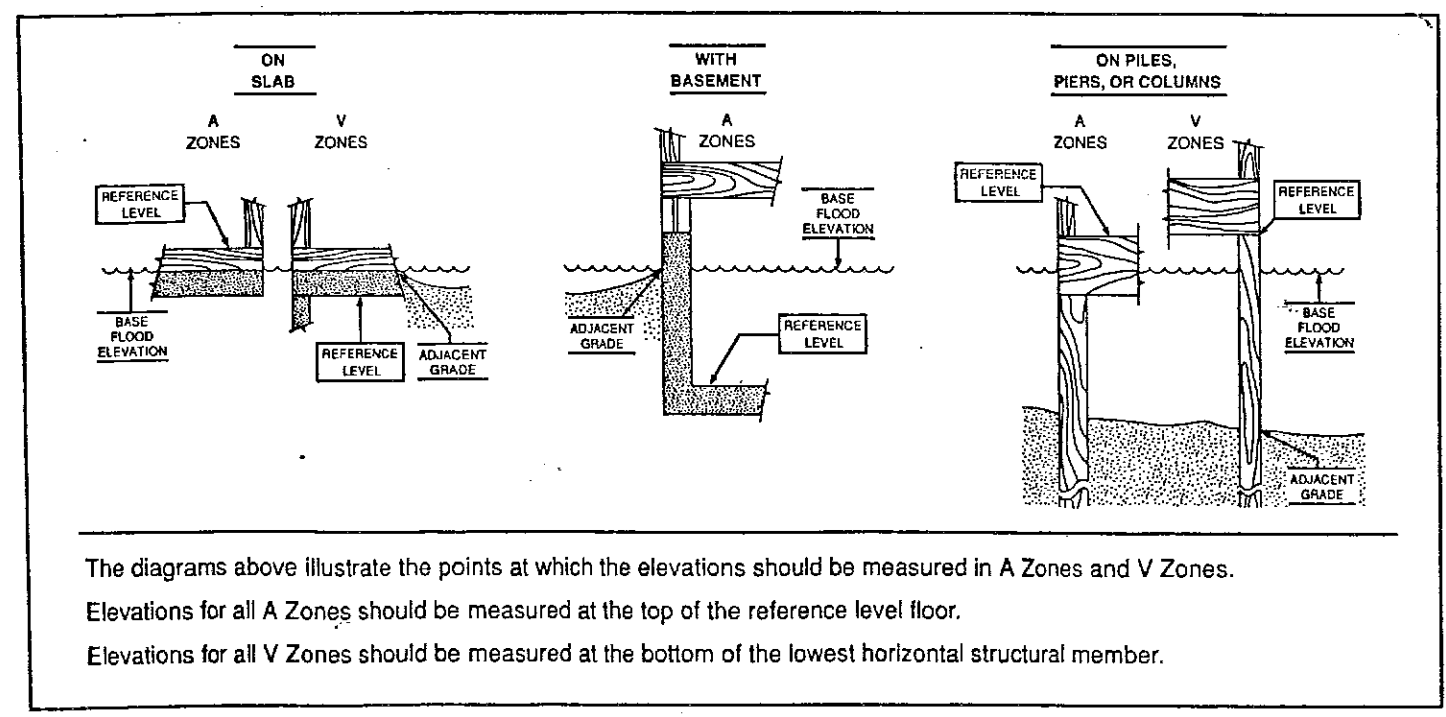 ON
SLAB
A
ZONES
V
ZONES
REFERENCE
LEVEL
BASE
FLOOD
ELEVATION
REFERENCE
LEVEL
ADJACENT
GRADE
WITH
BASEMENT
A
ZONES
BASE
FLOOD
ELEVATION
ADJACENT
GRADE
REFERENCE
LEVEL
ON PILES,
PIERS, OR COLUMNS
A
ZONES
V
ZONES
REFERENCE
LEVEL
REFERENCE
LEVEL
BASE
FLOOD
ELEVATION
ADJACENT
GRADE
The diagrams above illustrate the points at which the elevations should be measured in A Zones and V Zones.
Elevations for all A Zones should be measured at the top of the reference level floor.
Elevations for all V Zones should be measured at the bottom of the lowest horizontal structural member.